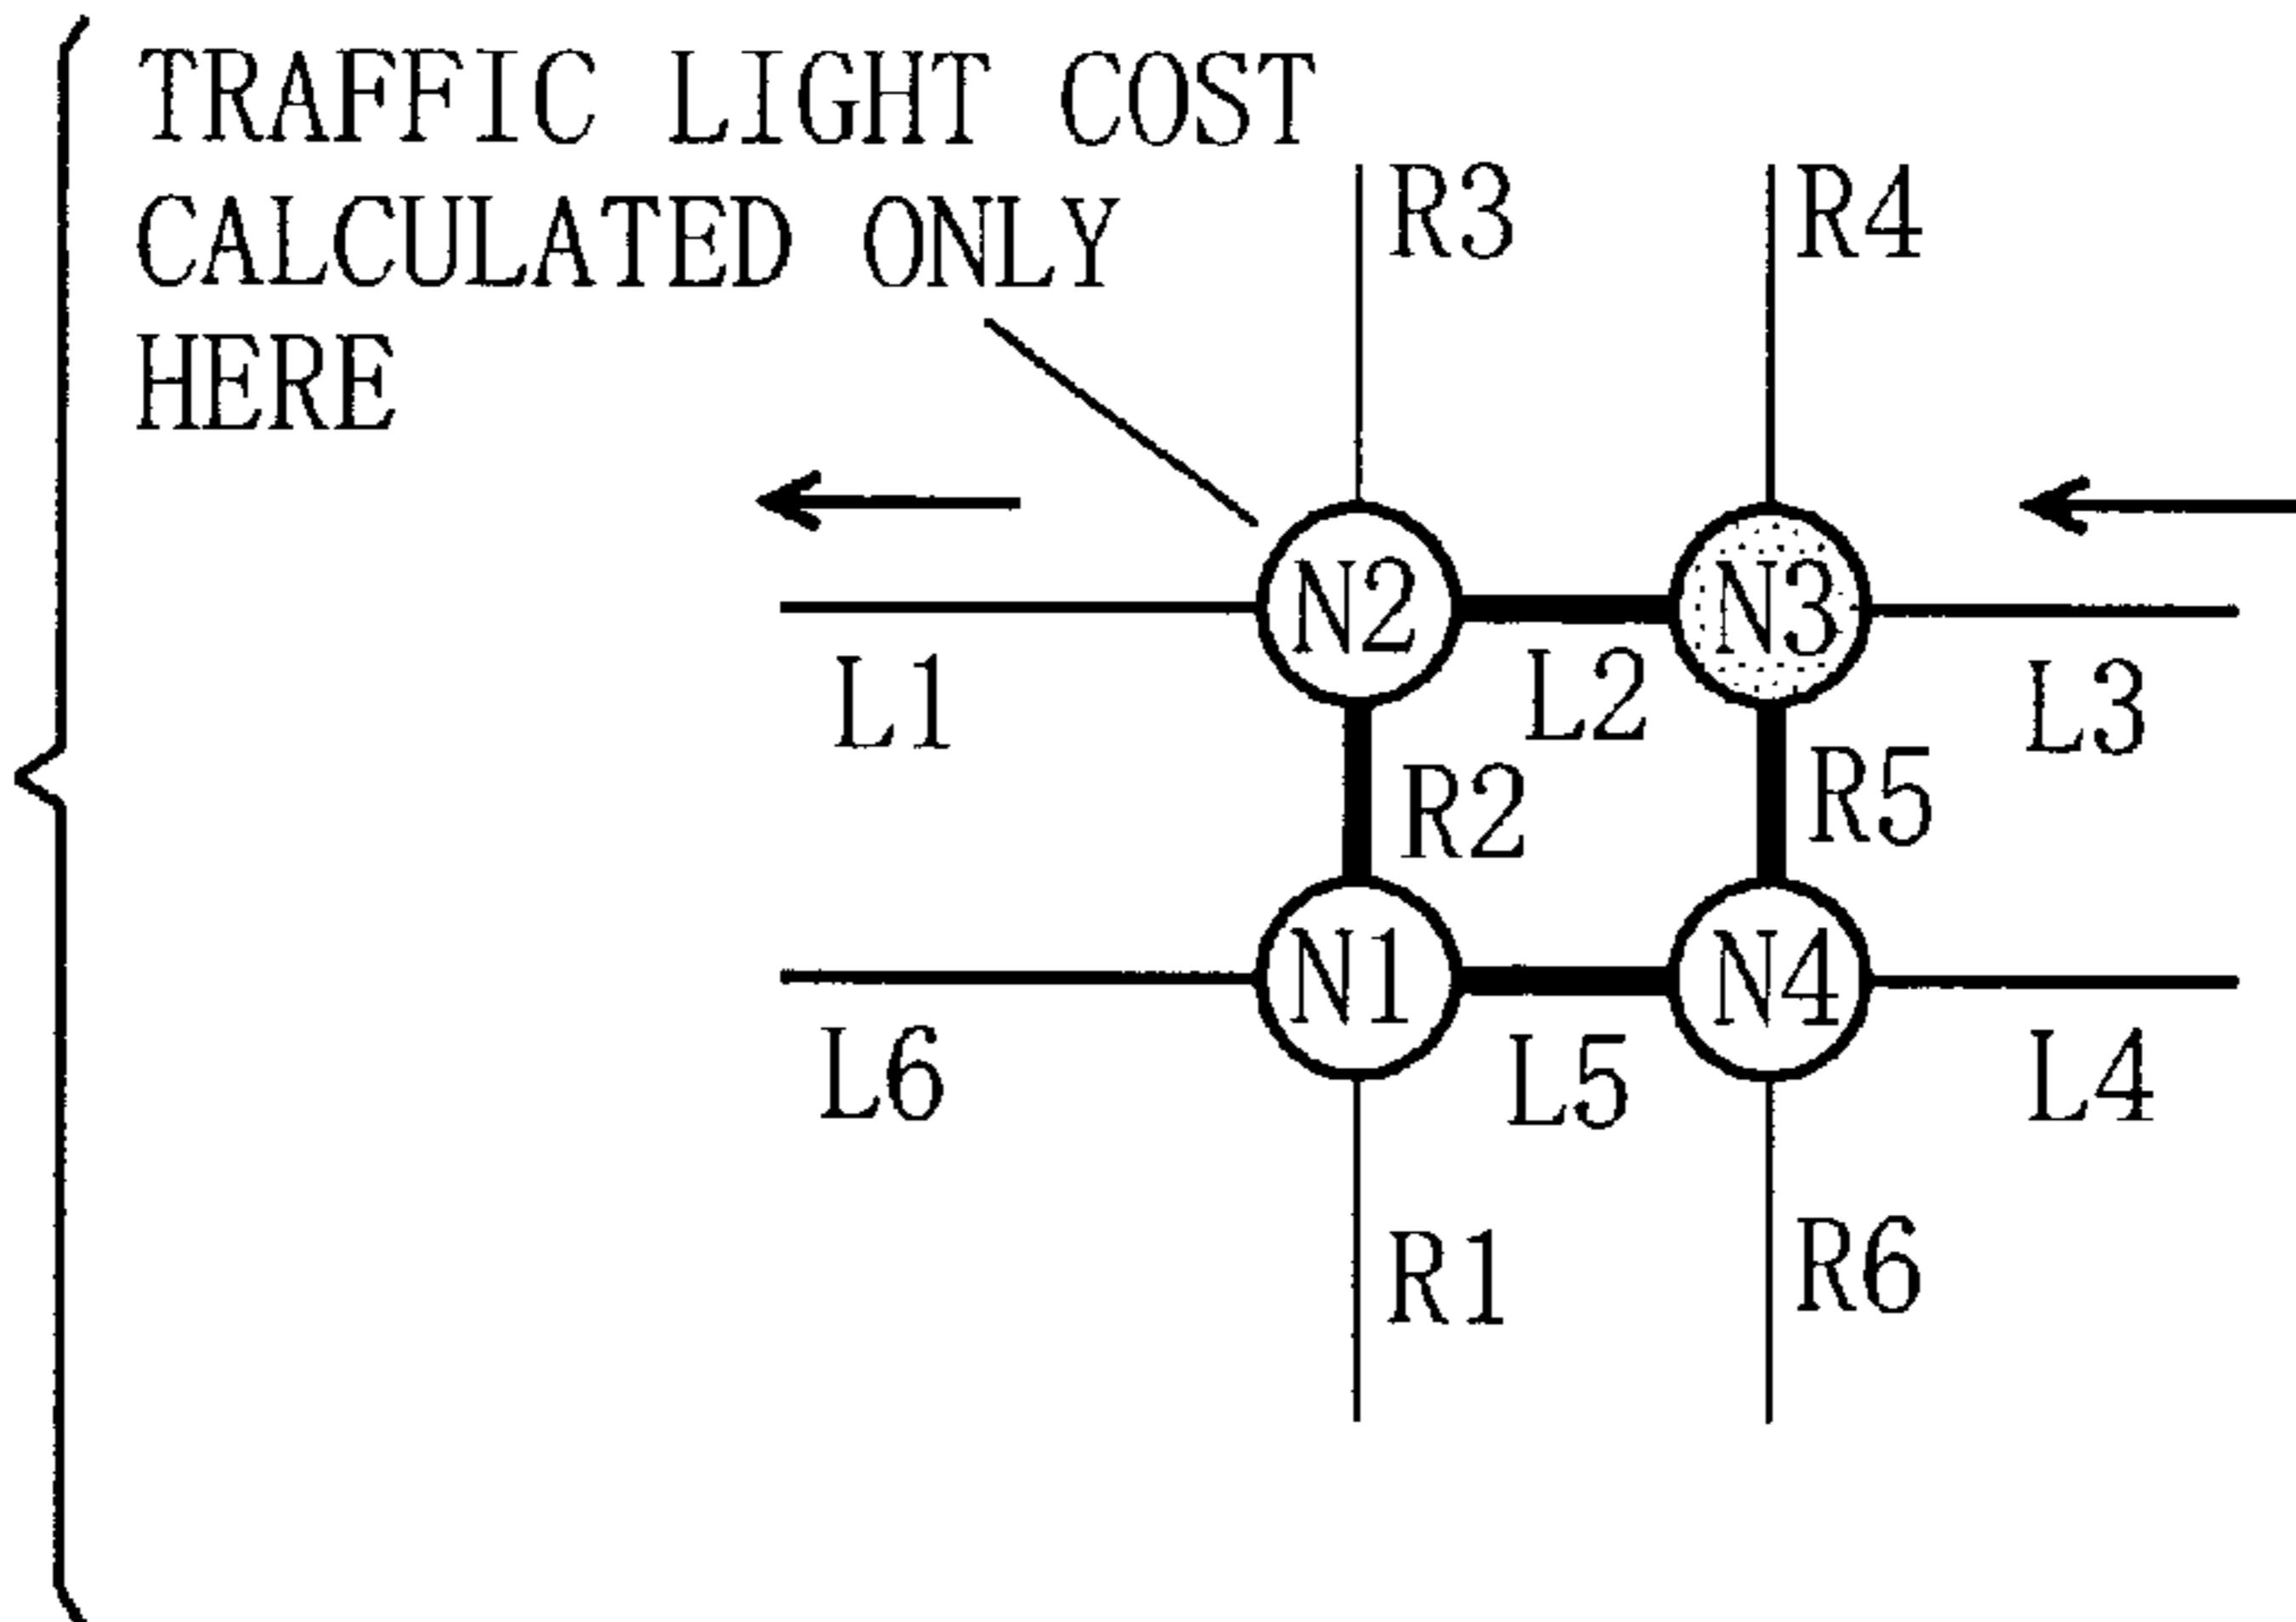 TRAFFIC LIGHT COST
CALCULATED ONLY
HERE
R3
R4
N2
N3
L1
L2
L3
R2
R5
N1
N4
L6
L5
L4
R1
R6